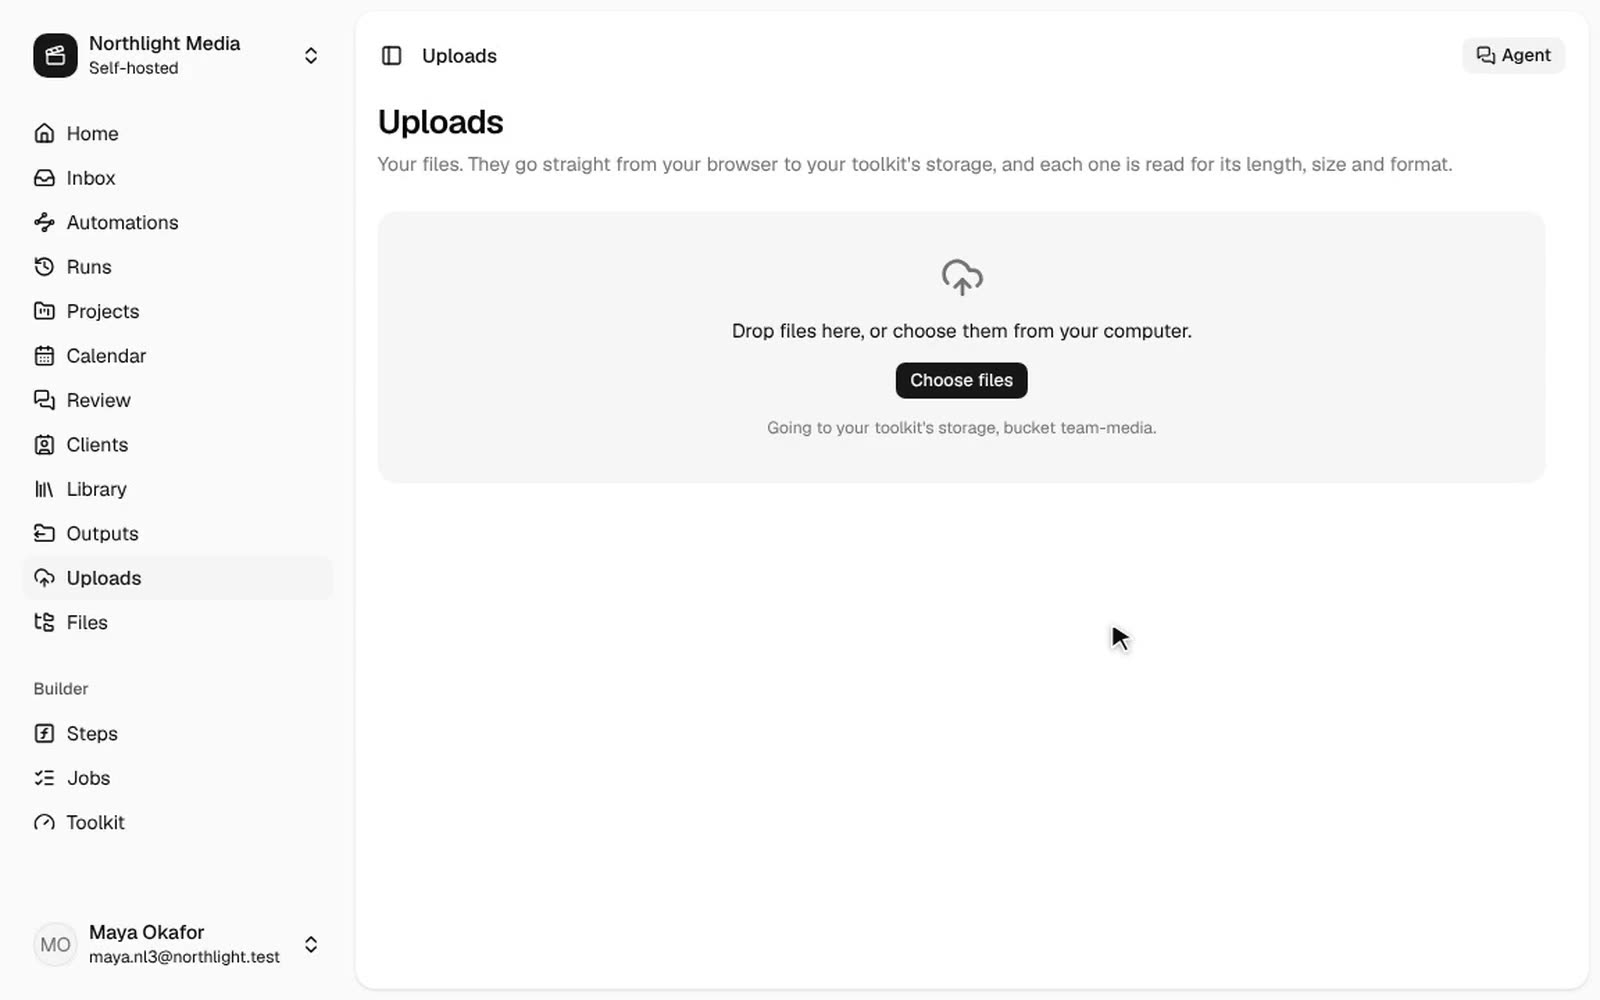 Northlight Media
Self-hosted
Home
Inbox
Automations
Runs
Projects
Calendar
Review
Clients
Library
Outputs
Uploads
Files
Builder
Steps
Jobs
Toolkit
MO
Maya Okafor
maya.nl3@northlight.test
Uploads
Agent
Uploads
Your files. They go straight from your browser to your toolkit's storage, and each one is read for its length, size and format.
Drop files here, or choose them from your computer.
Choose files
Going to your toolkit's storage, bucket team-media.